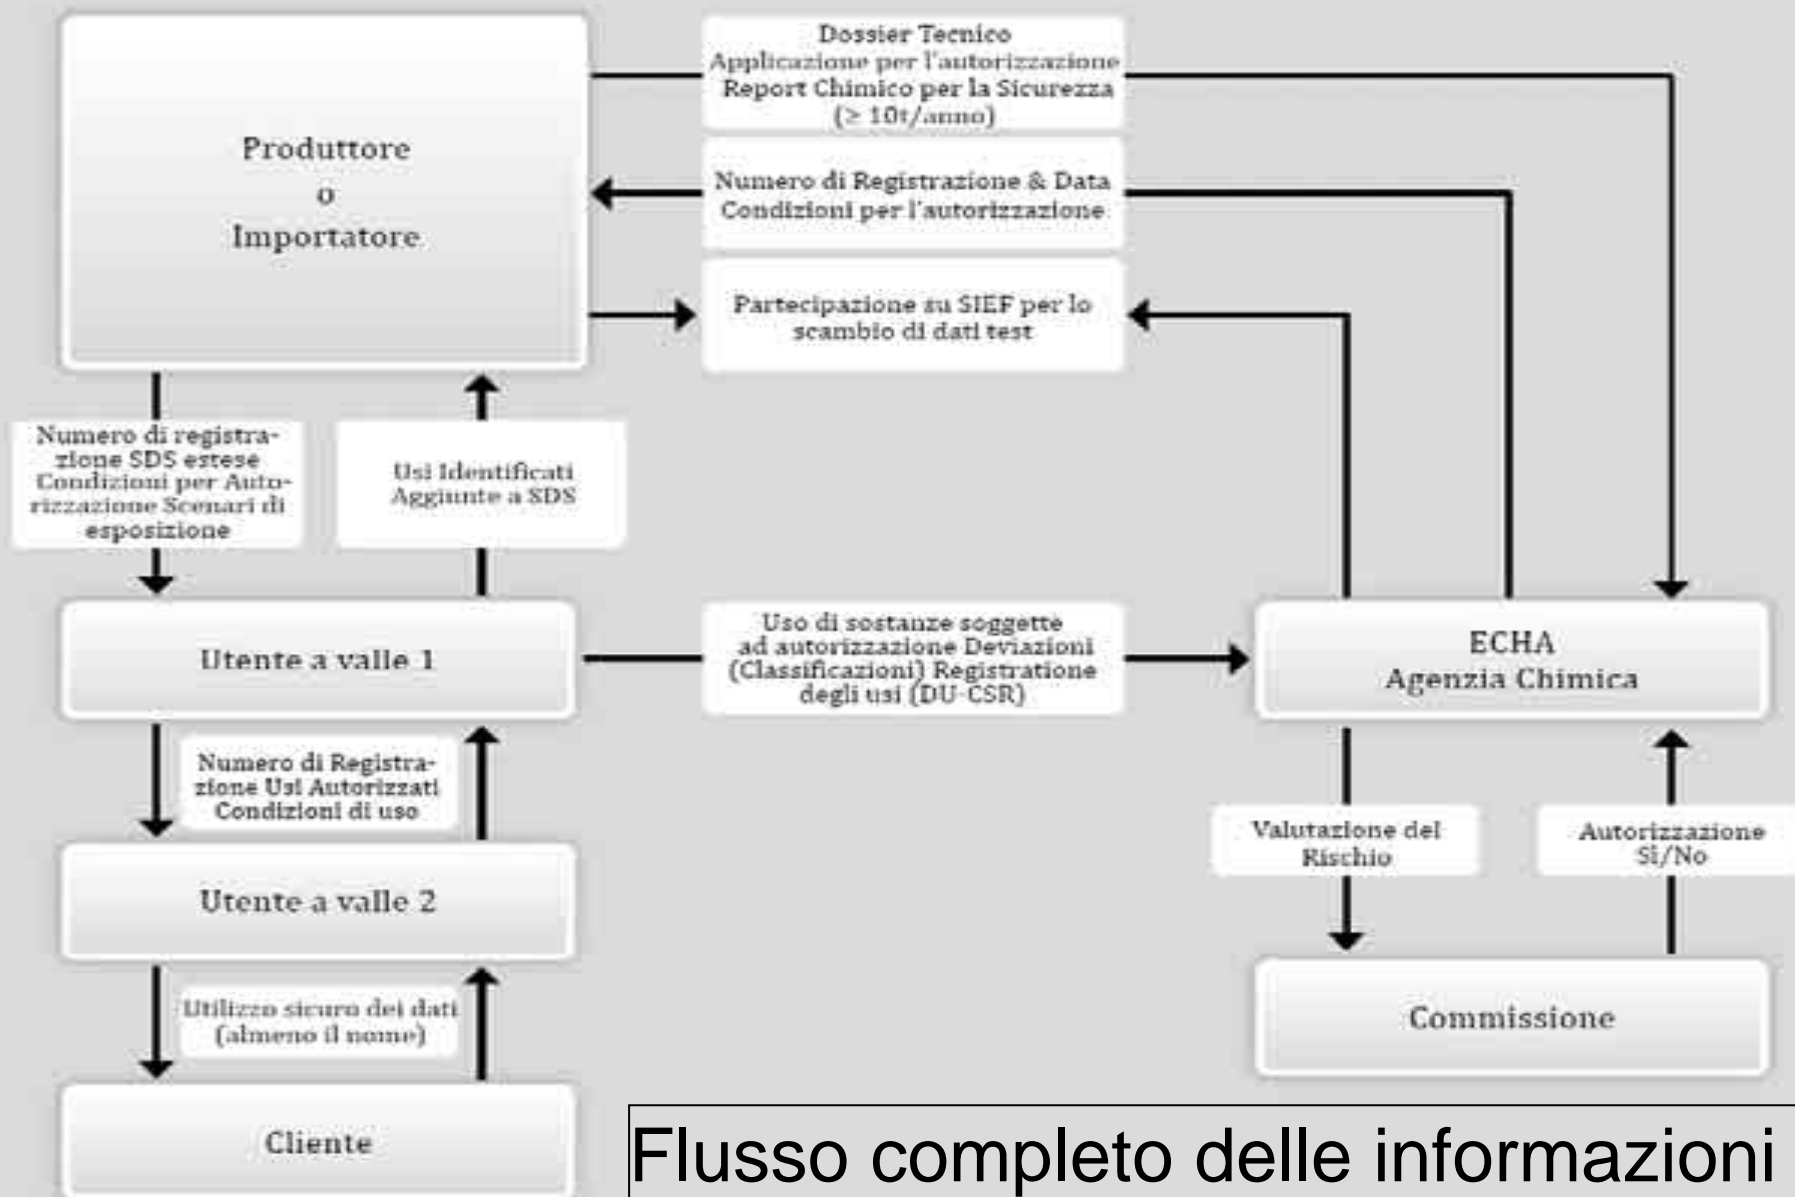 Dossier Tecnico
Applicazione per l'autorizzazione
Report Chimico per la Sicurezza
(≥ 10t/anno)
Produttore
o
Importatore
Numero di Registrazione & Data
Condizioni per l'autorizzazione
Partecipazione su SIEF per lo
scambio di dati test
Numero di registra-
zione SDS estese
Condizioni per Auto-
rizzazione Scenari di
esposizione
Usi Identificati
Aggiunte a SDS
Utente a valle 1
Uso di sostanze soggette
ad autorizzazione Deviazioni
(Classificazioni) Registratione
degli usi (DU-CSR)
ECHA
Agenzia Chimica
Numero di Registra-
zione Usi Autorizzati
Condizioni di uso
Valutazione del
Rischio
Autorizzazione
Sì/No
Utente a valle 2
Utilizzo sicuro dei dati
(almeno il nome)
Commissione
Cliente
Flusso completo delle informazioni